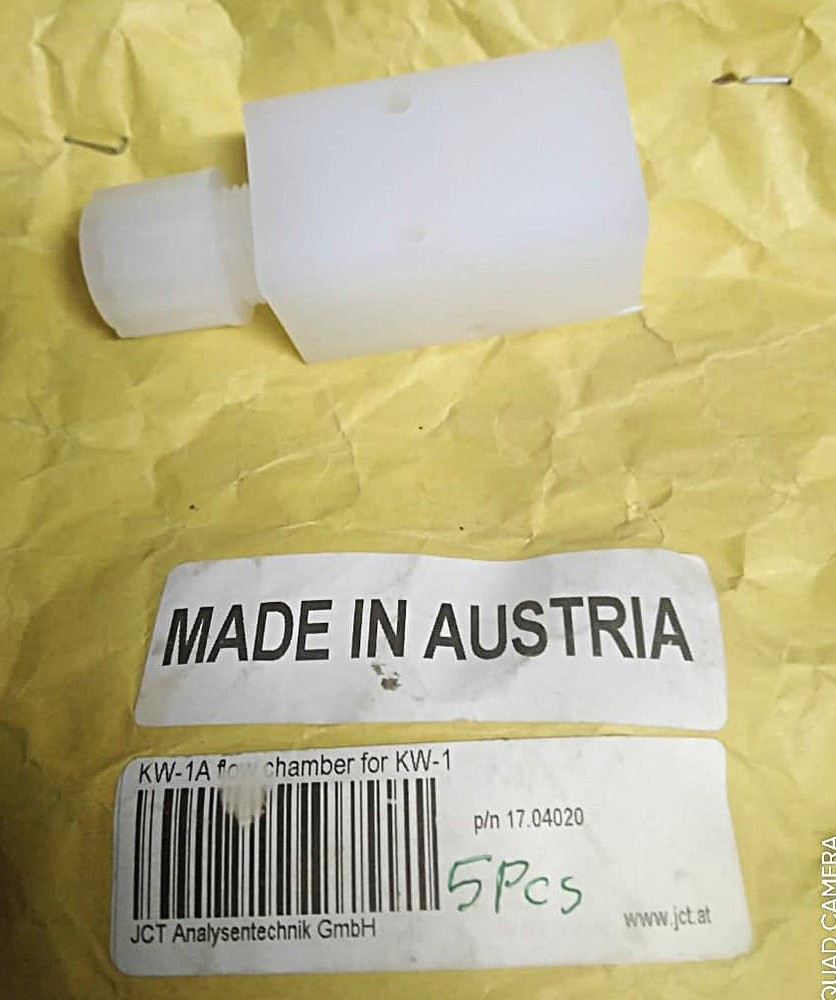 MADE IN AUSTRIA
KW-1A flow chamber for KW-1
p/n 17.04020
5Pcs
JCT Analysentechnik GmbH
www.jct.at
QUAD CAMERA